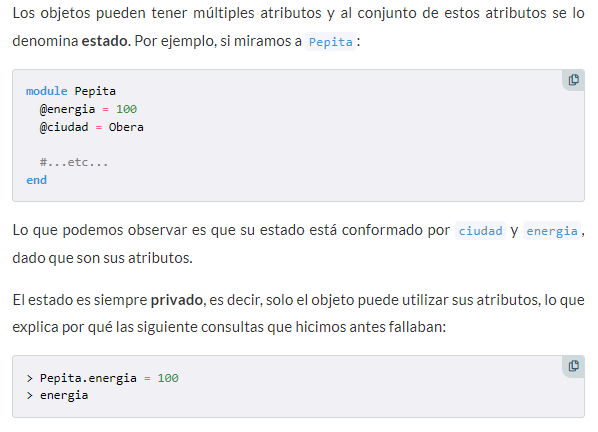 Los objetos pueden tener múltiples atributos y al conjunto de estos atributos se lo
denomina estado. Por ejemplo, si miramos a Pepita:
module Pepita
  @energia = 100
  @ciudad = Obera
  #...etc...
end
Lo que podemos observar es que su estado está conformado por ciudad y energia,
dado que son sus atributos.
El estado es siempre privado, es decir, solo el objeto puede utilizar sus atributos, lo que
explica por qué las siguiente consultas que hicimos antes fallaban:
> Pepita.energia = 100
> energia